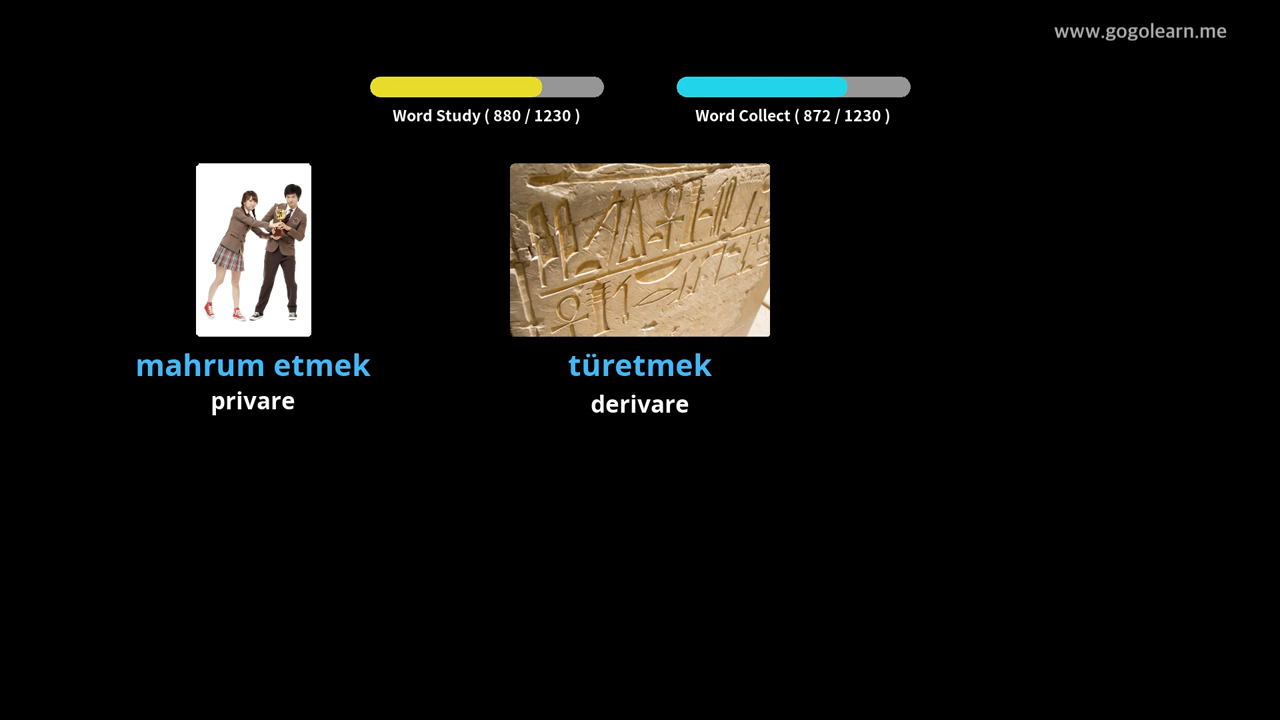 www.gogolearn.me
Word Study ( 880 / 1230 )
Word Collect ( 872 / 1230 )
mahrum etmek
privare
türetmek
derivare